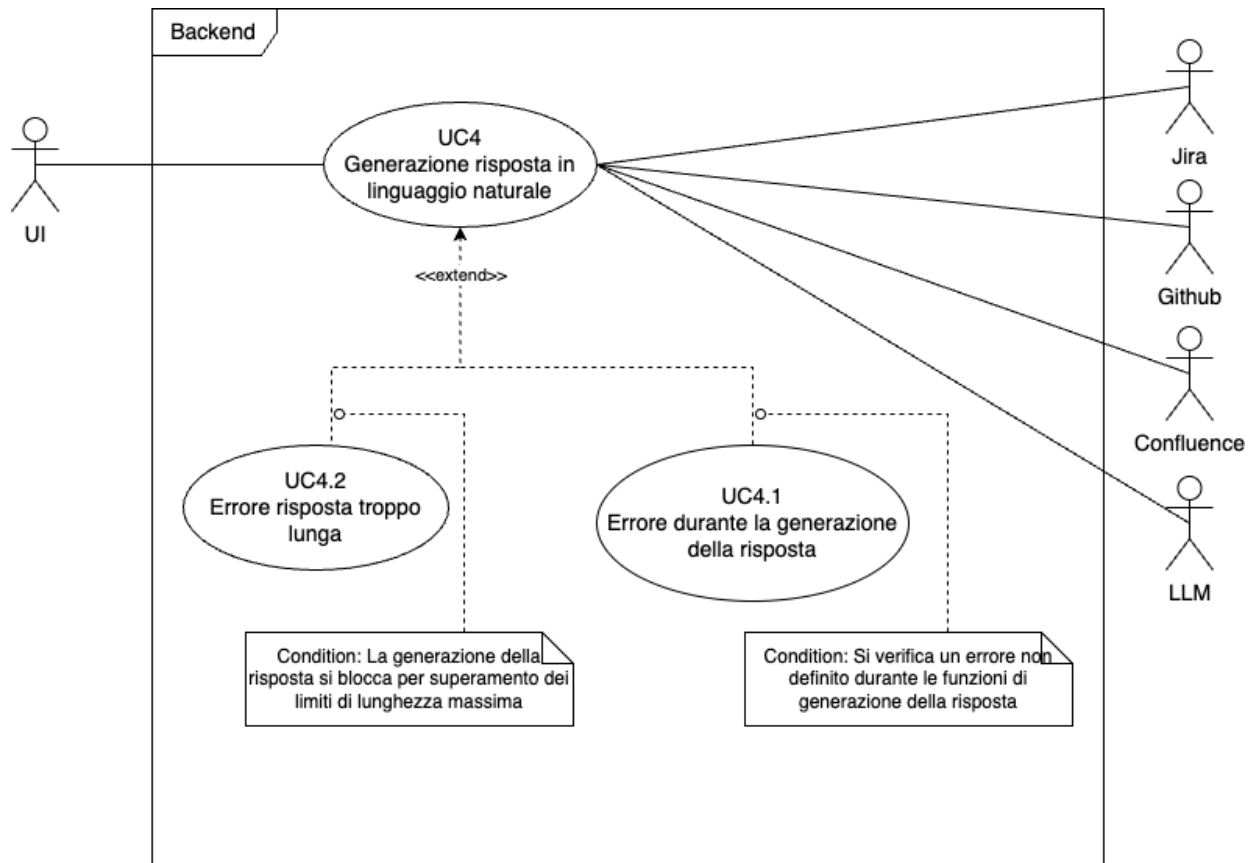 Backend
UC4
Generazione risposta in
linguaggio naturale
UI
Jira
Github
Confluence
LLM
<<extend>>
UC4.2
Errore risposta troppo
lunga
UC4.1
Errore durante la generazione
della risposta
Condition: La generazione della
risposta si blocca per superamento dei
limiti di lunghezza massima
Condition: Si verifica un errore non
definito durante le funzioni di
generazione della risposta